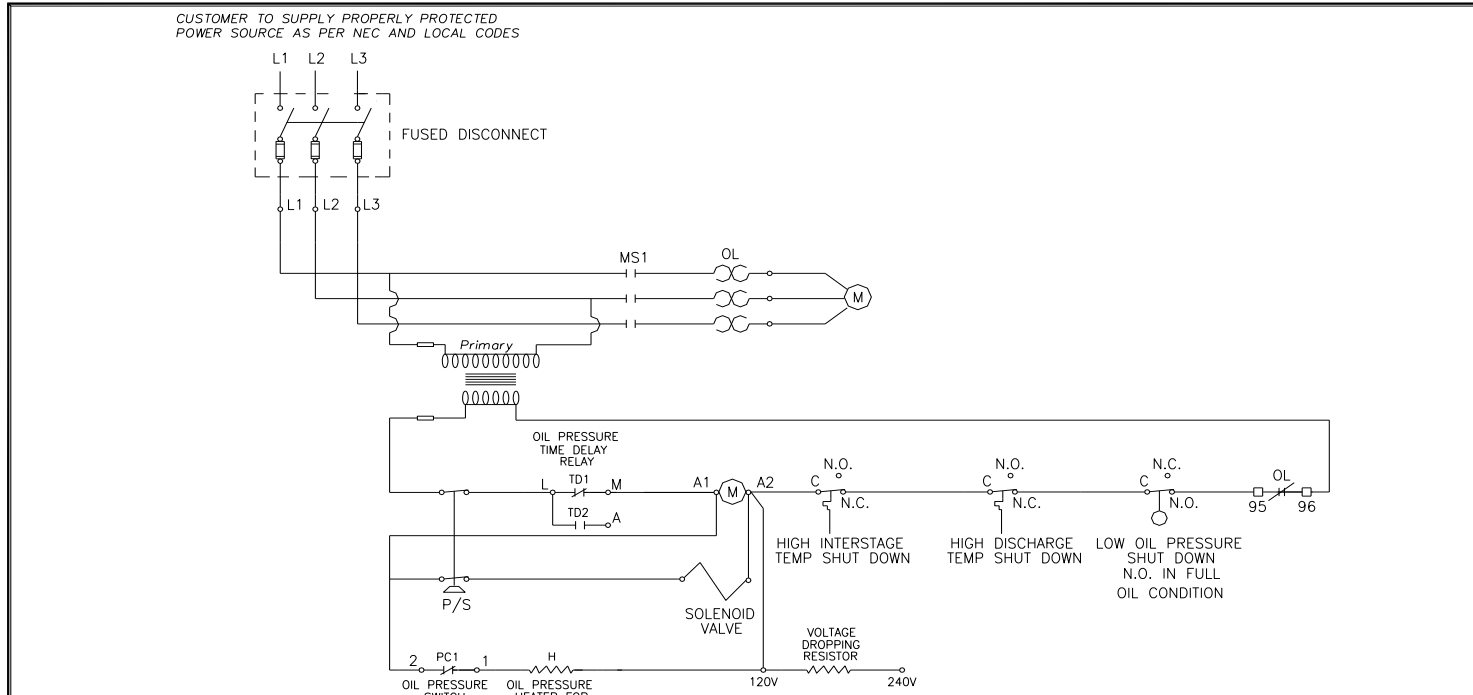 CUSTOMER TO SUPPLY PROPERLY PROTECTED
POWER SOURCE AS PER NEC AND LOCAL CODES
L1 L2 L3
FUSED DISCONNECT
L1 L2 L3
MS1 OL
M
Primary
OIL PRESSURE
TIME DELAY
RELAY
L TD1 M
TD2 A
A1 M A2
N.O.
C
N.C.
HIGH INTERSTAGE
TEMP SHUT DOWN
N.O.
C
N.C.
HIGH DISCHARGE
TEMP SHUT DOWN
N.C.
C
N.O.
LOW OIL PRESSURE
SHUT DOWN
N.O. IN FULL
OIL CONDITION
OL
95 96
P/S
SOLENOID
VALVE
2 PC1 1
OIL PRESSURE
SWITCH
H
OIL PRESSURE
HEATER FOR
VOLTAGE
DROPPING
RESISTOR
120V 240V